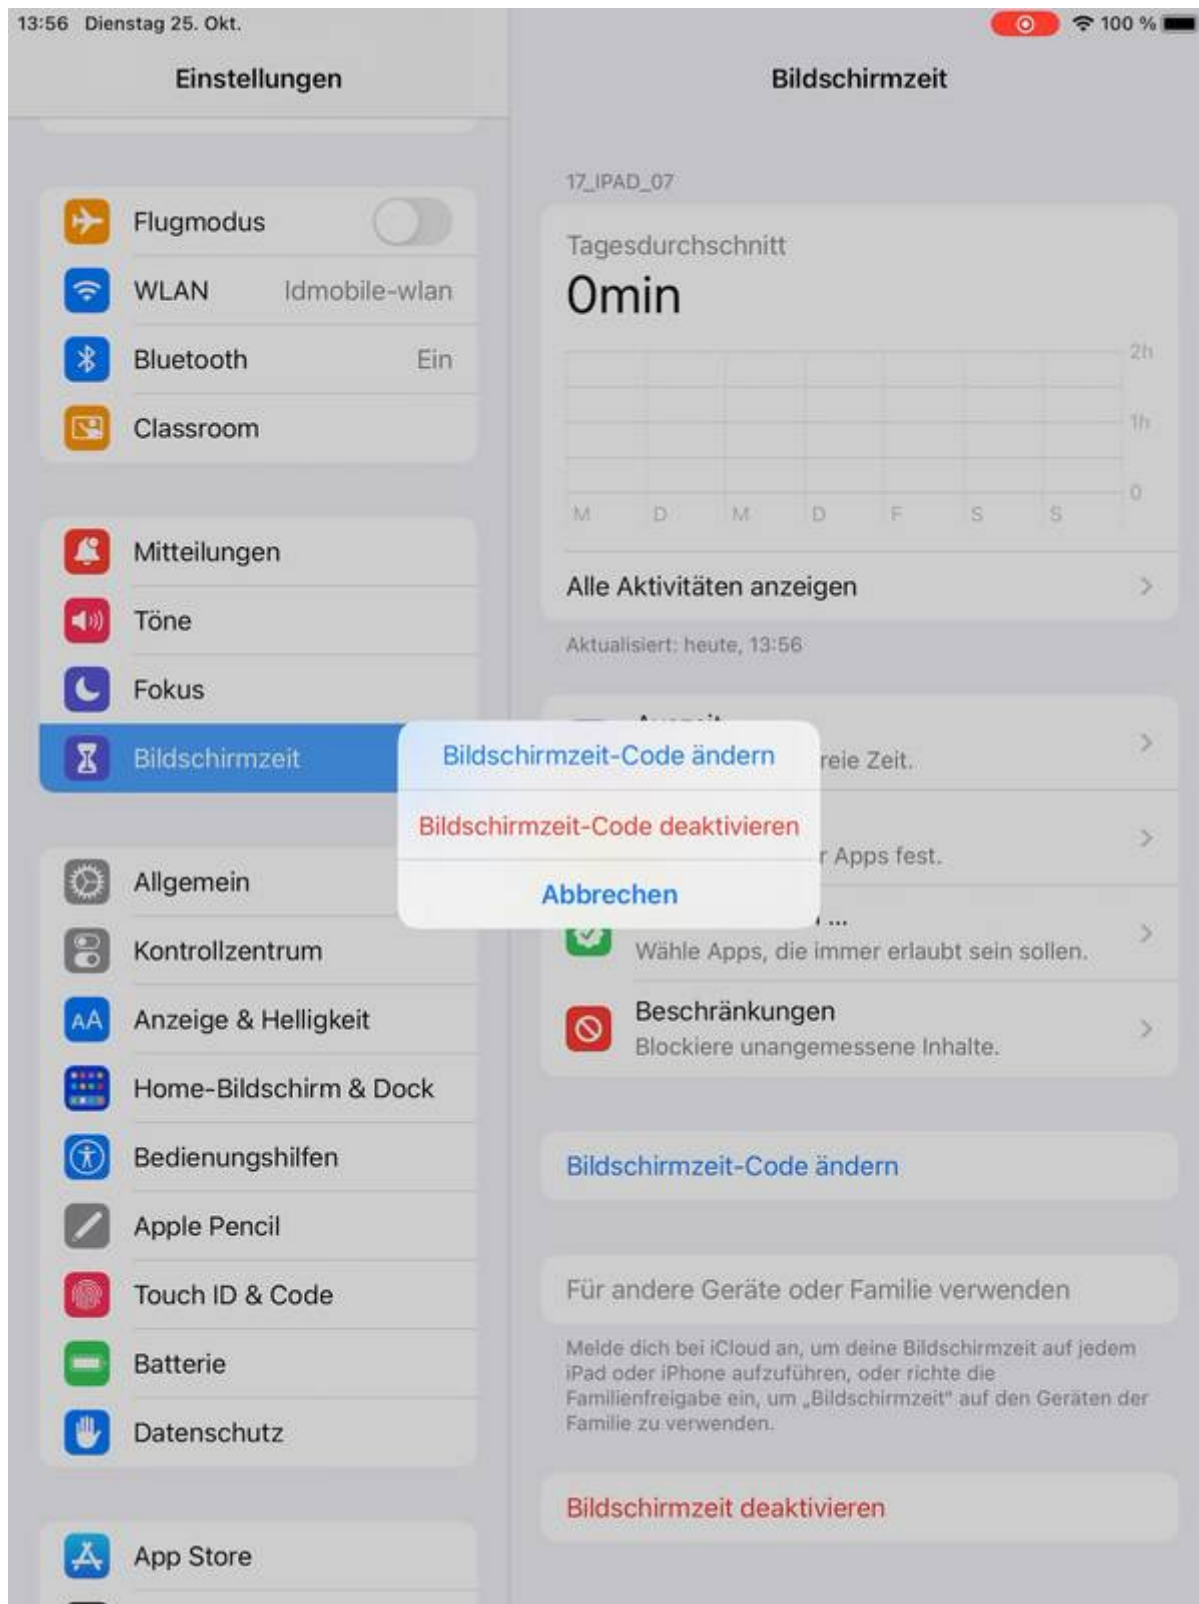 13:56 Dienstag 25. Okt.
100 %
Einstellungen
Flugmodus
WLAN ldmobile-wlan
Bluetooth Ein
Classroom
Mitteilungen
Töne
Fokus
Bildschirmzeit
Allgemein
Kontrollzentrum
AA Anzeige & Helligkeit
Home-Bildschirm & Dock
Bedienungshilfen
Apple Pencil
Touch ID & Code
Batterie
Datenschutz
App Store
Bildschirmzeit
17_IPAD_07
Tagesdurchschnitt
0min
2h
1h
0
M D M D F S S
Alle Aktivitäten anzeigen
Aktualisiert: heute, 13:56
reie Zeit.
r Apps fest.
...
Wähle Apps, die immer erlaubt sein sollen.
Beschränkungen
Blockiere unangemessene Inhalte.
Bildschirmzeit-Code ändern
Für andere Geräte oder Familie verwenden
Melde dich bei iCloud an, um deine Bildschirmzeit auf jedem
iPad oder iPhone aufzuführen, oder richte die
Familienfreigabe ein, um „Bildschirmzeit“ auf den Geräten der
Familie zu verwenden.
Bildschirmzeit deaktivieren
Bildschirmzeit-Code ändern
Bildschirmzeit-Code deaktivieren
Abbrechen